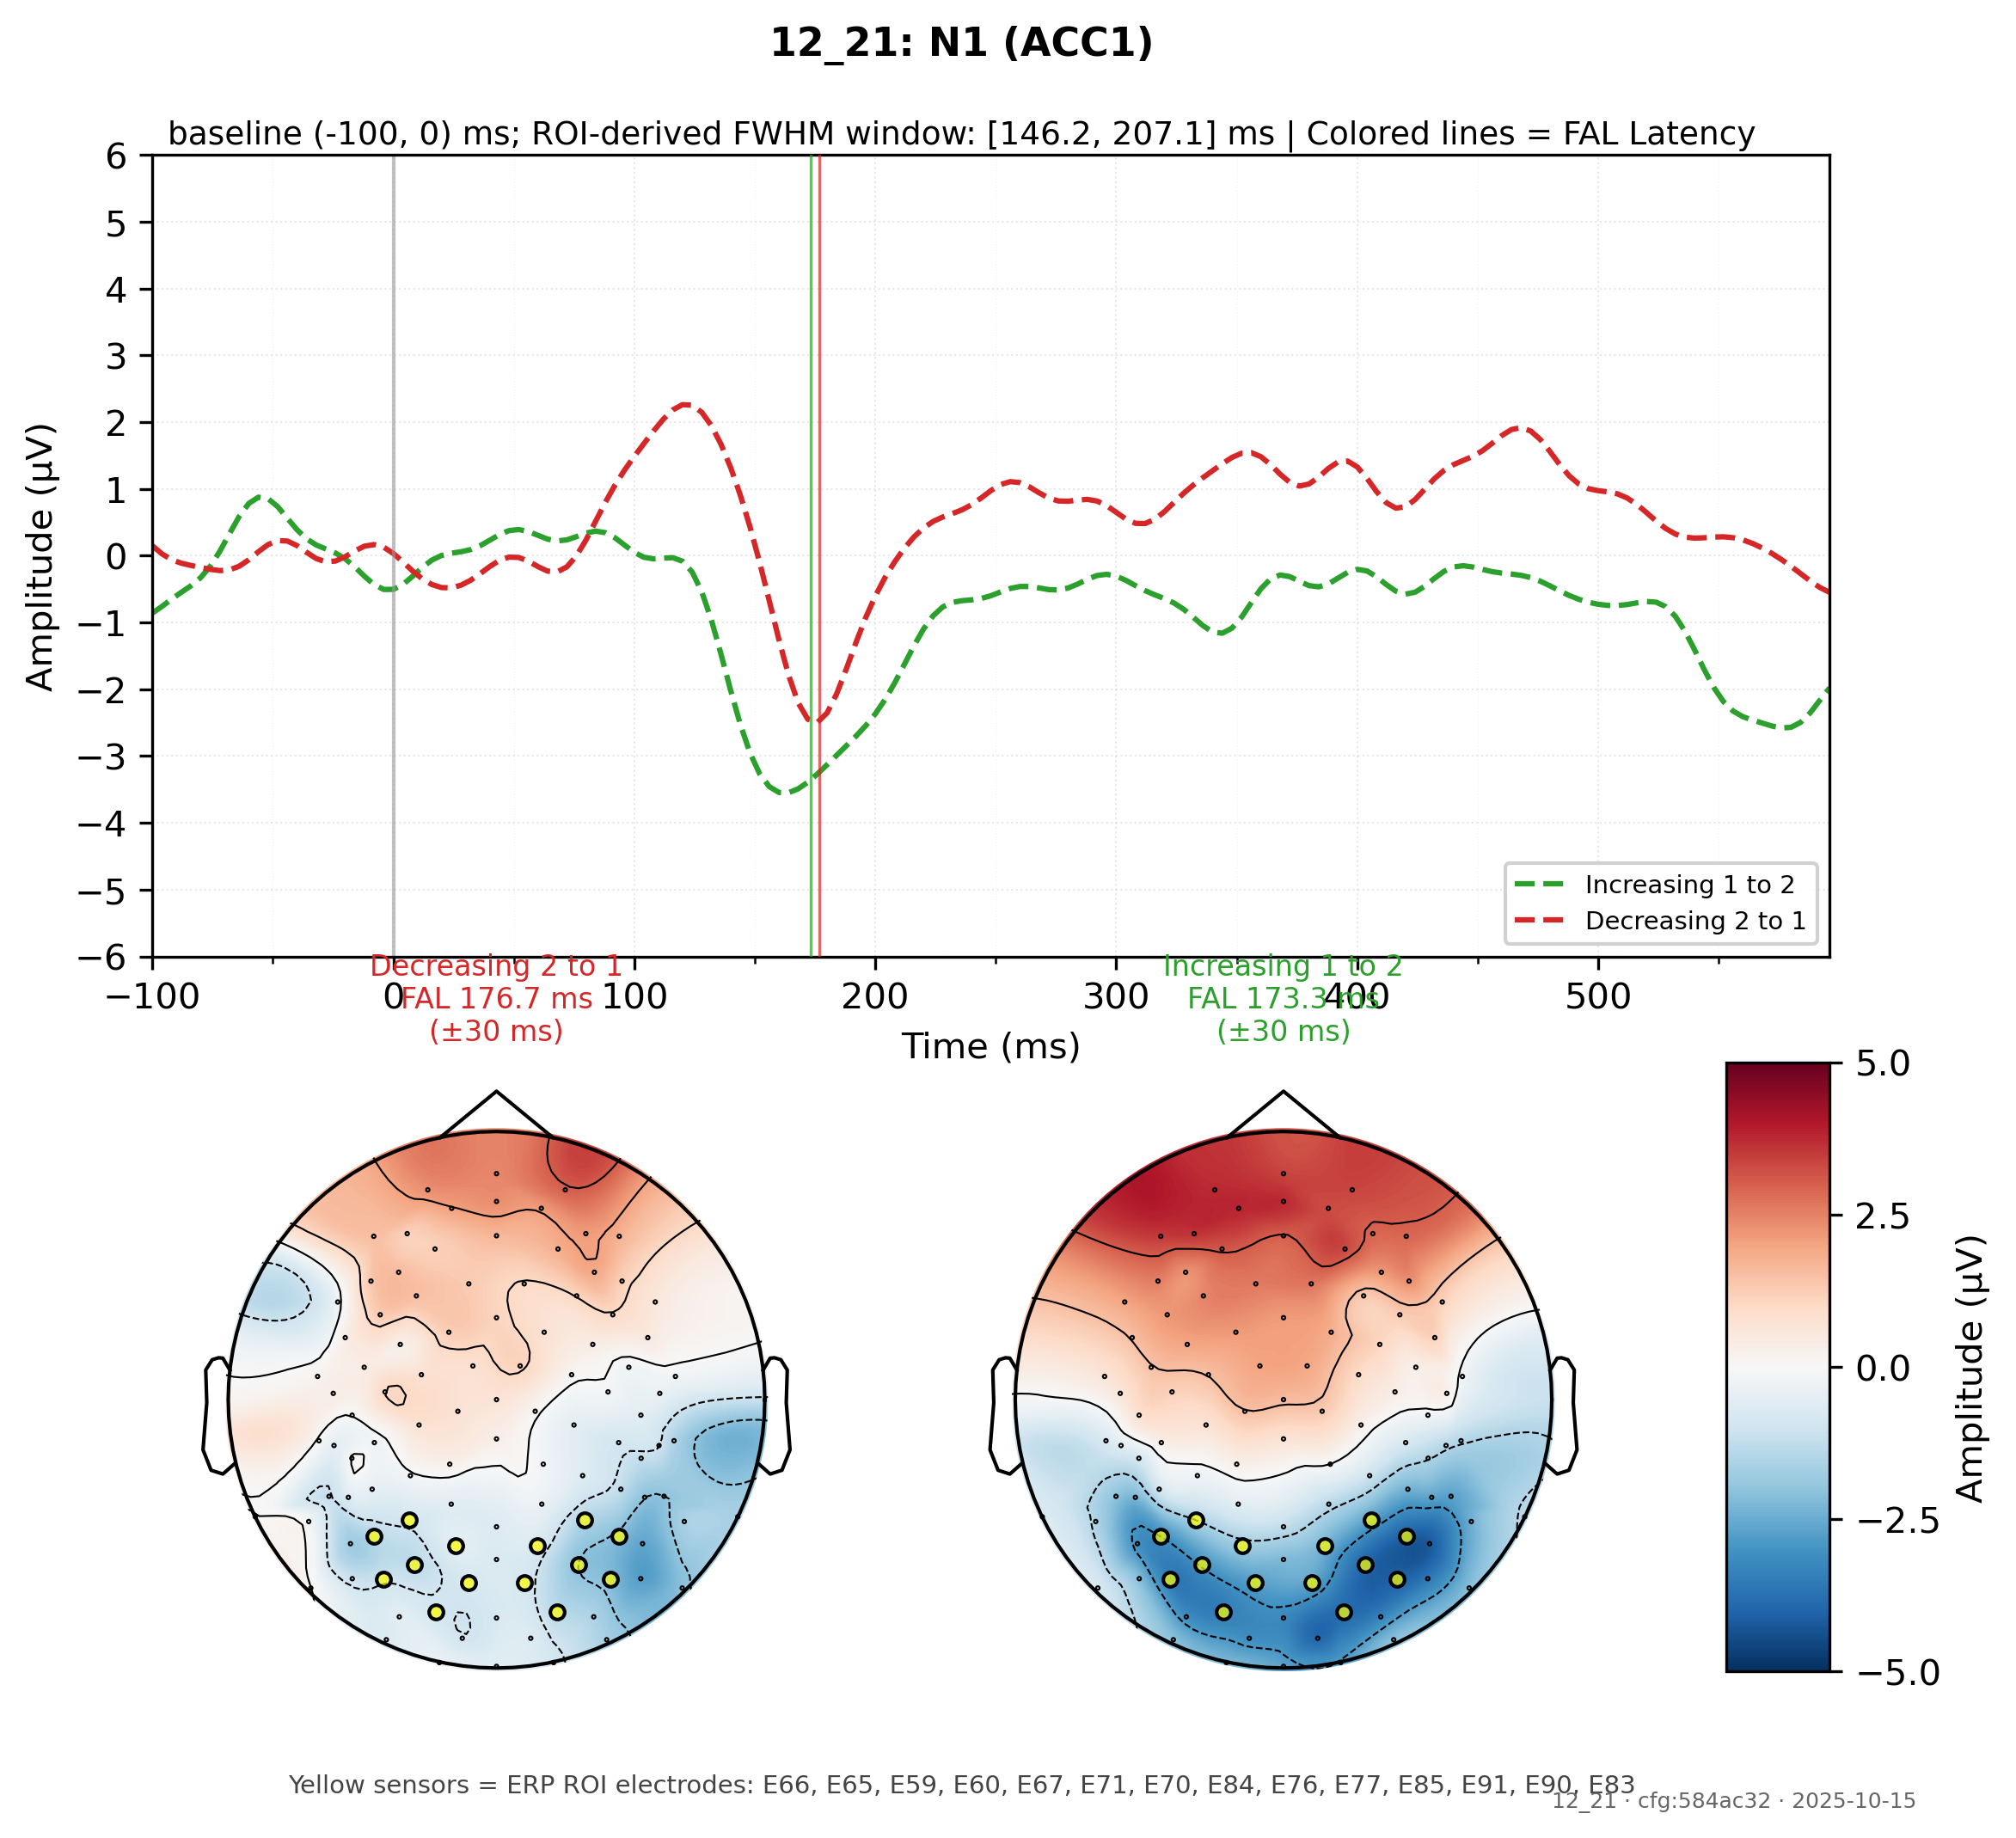 12_21: N1 (ACC1)
baseline (-100, 0) ms; ROI-derived FWHM window: [146.2, 207.1] ms | Colored lines = FAL Latency
6
5
4
3
2
1
0
−1
−2
−3
−4
−5
−6
Amplitude (µV)
Increasing 1 to 2
Decreasing 2 to 1
−100 0 100 200 300 400 500
Time (ms)
Decreasing 2 to 1
FAL 176.7 ms
(±30 ms)
Increasing 1 to 2
FAL 173.3 ms
(±30 ms)
5.0
2.5
0.0
−2.5
−5.0
Amplitude (µV)
Yellow sensors = ERP ROI electrodes: E66, E65, E59, E60, E67, E71, E70, E84, E76, E77, E85, E91, E90, E83
12_21 · cfg:584ac32 · 2025-10-15